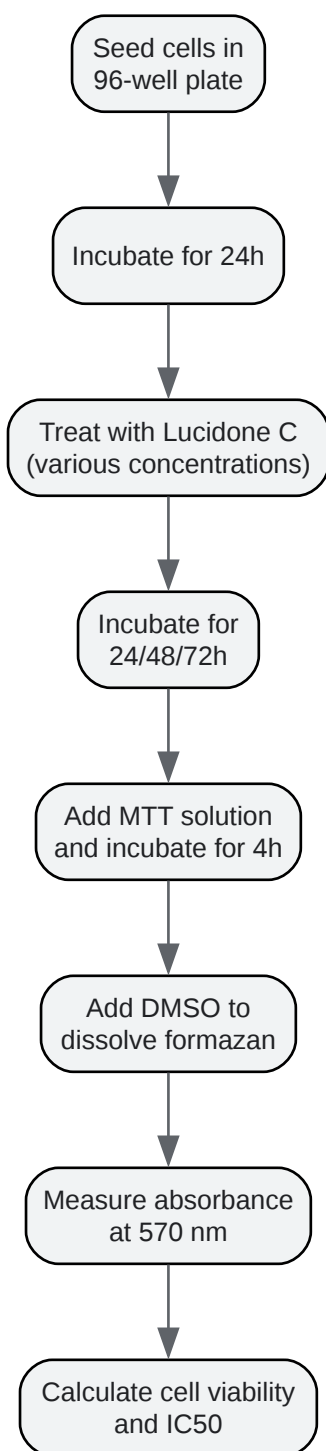 Seed cells in
96-well plate
Incubate for 24h
Treat with Lucidone C
(various concentrations)
Incubate for
24/48/72h
Add MTT solution
and incubate for 4h
Add DMSO to
dissolve formazan
Measure absorbance
at 570 nm
Calculate cell viability
and IC50